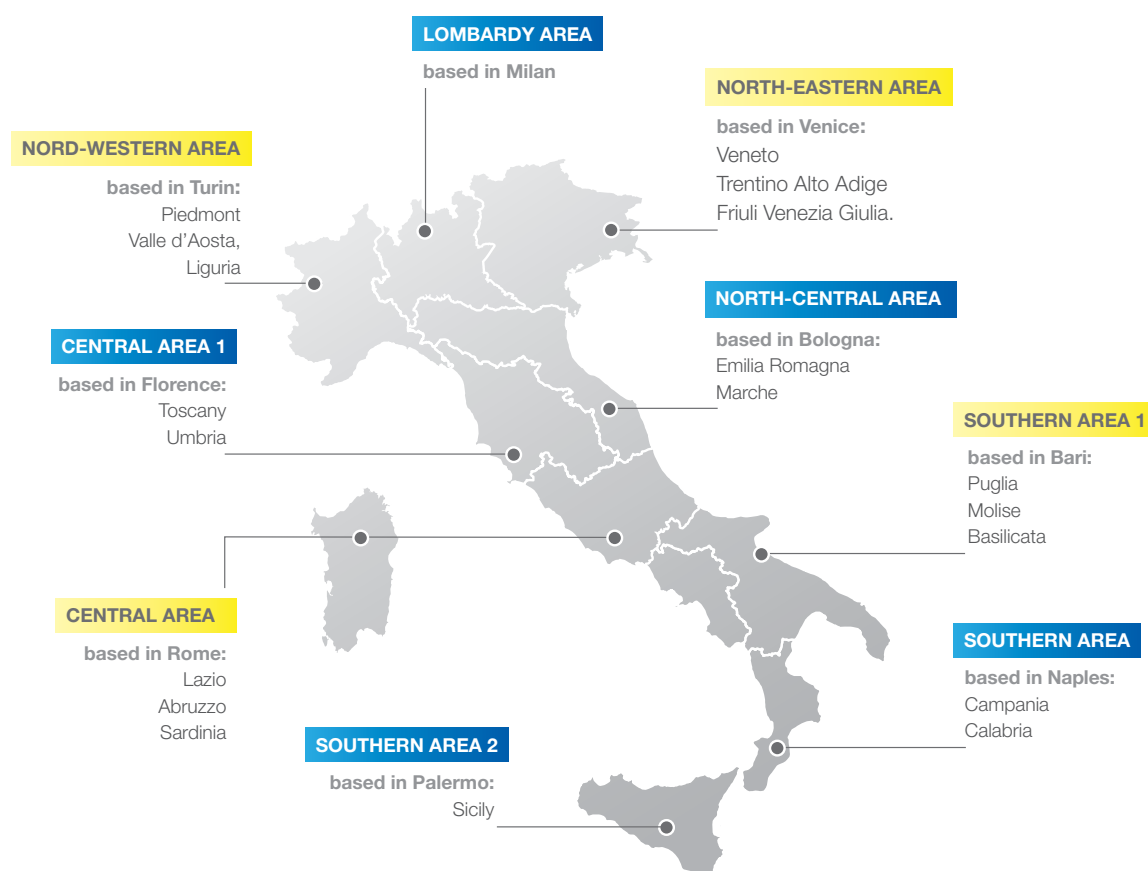 LOMBARDY AREA
based in Milan
NORTH-EASTERN AREA
based in Venice:
Veneto
Trentino Alto Adige
Friuli Venezia Giulia.
NORD-WESTERN AREA
based in Turin:
Piedmont
Valle d’Aosta,
Liguria
NORTH-CENTRAL AREA
based in Bologna:
Emilia Romagna
Marche
CENTRAL AREA 1
based in Florence:
Toscany
Umbria
SOUTHERN AREA 1
based in Bari:
Puglia
Molise
Basilicata
CENTRAL AREA
based in Rome:
Lazio
Abruzzo
Sardinia
SOUTHERN AREA
based in Naples:
Campania
Calabria
SOUTHERN AREA 2
based in Palermo:
Sicily